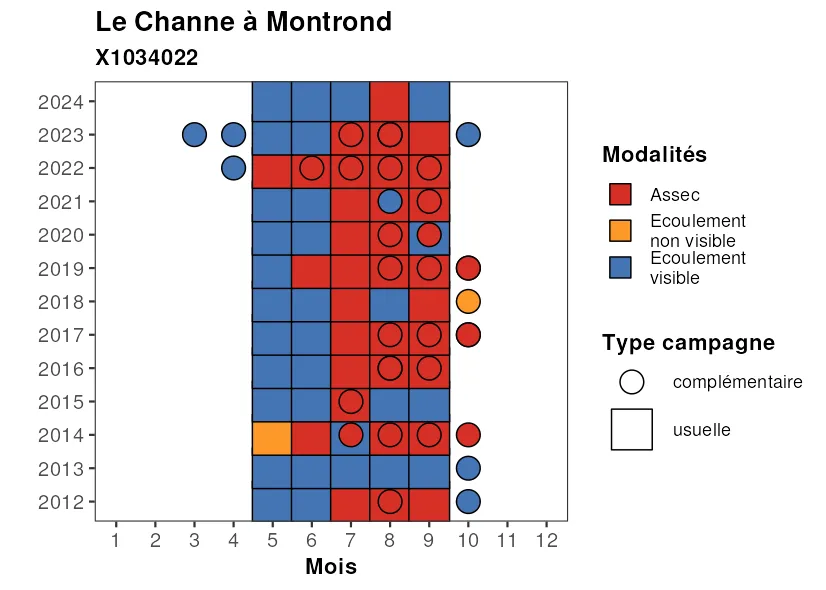 Le Channe à Montrond
X1034022
2024
2023
2022
2021
2020
2019
2018
2017
2016
2015
2014
2013
2012
1 2 3 4 5 6 7 8 9 10 11 12
Mois
Modalités
Assec
Ecoulement
non visible
Ecoulement
visible
Type campagne
complémentaire
usuelle